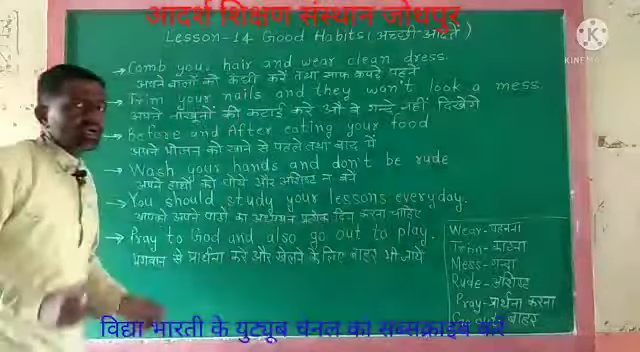 आदर्श शिक्षण संस्थान जोधपुर
Lesson-14 Good Habits (अच्छी आदतें)
KINEM
→ Comb your hair and wear clean dress.
अपने बालों को कंघी करें तथा साफ कपड़े पहनें
→ Trim your nails and they won't look a mess.
अपने नाखूनों की कटाई करे औ वे गन्दे नहीं दिखेंगे
→ Before and After eating your food
अपने भोजन को खाने से पहले तथा बाद में
→ Wash your hands and don't be rude
अपने हाथों को धोये और अशिष्ट न बनें
→ You should study your lessons everyday.
आपको अपने पाठों का अध्ययन प्रत्येक दिन करना चाहिए
→ Pray to God and also go out to play.
भगवान से प्रार्थना करें और खेलने के लिए बाहर भी जायें
Wear-पहनना
Trim-काटना
Mess-गन्दा
Rude-अशिष्ट
Pray-प्रार्थना करना
बाहर
विद्या भारती के युट्यूब चैनल को सब्सक्राइब करें